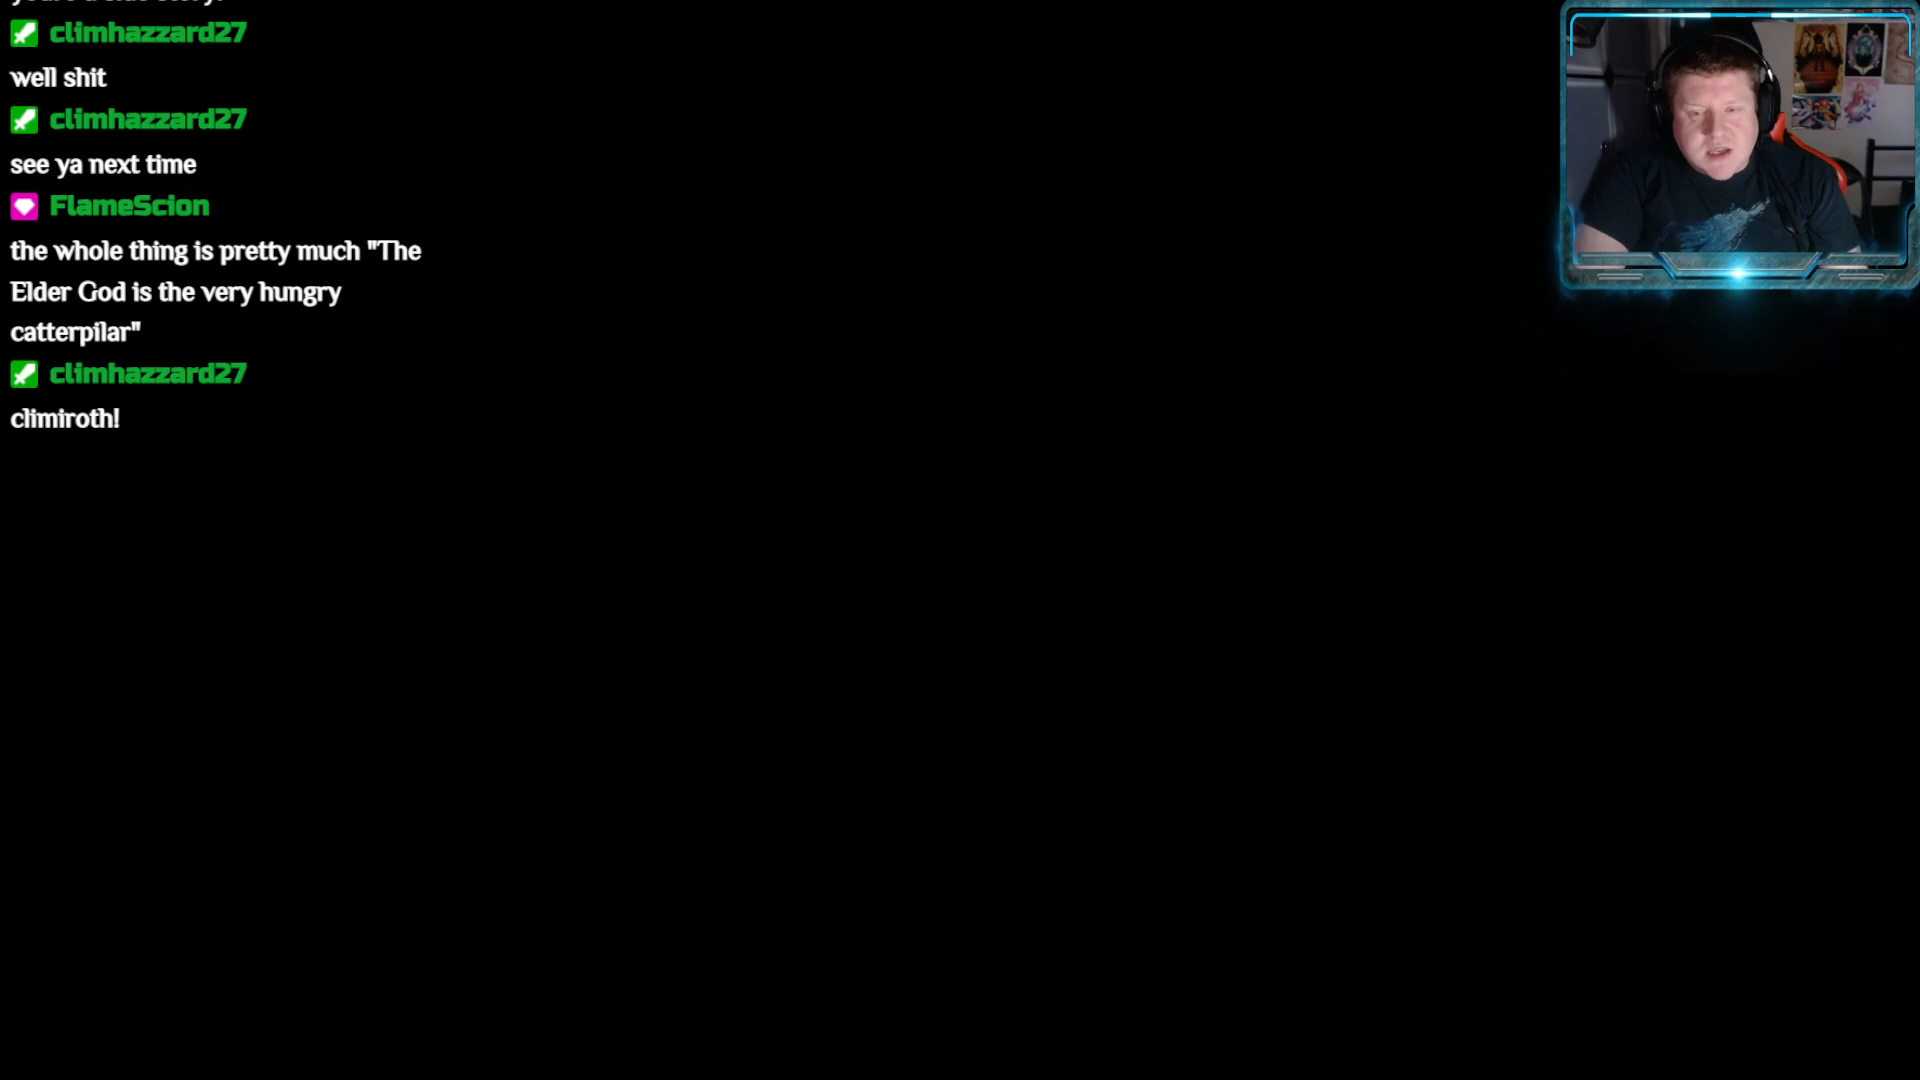 climhazzard27
well shit
climhazzard27
see ya next time
FlameScion
the whole thing is pretty much "The
Elder God is the very hungry
catterpilar"
climhazzard27
climiroth!